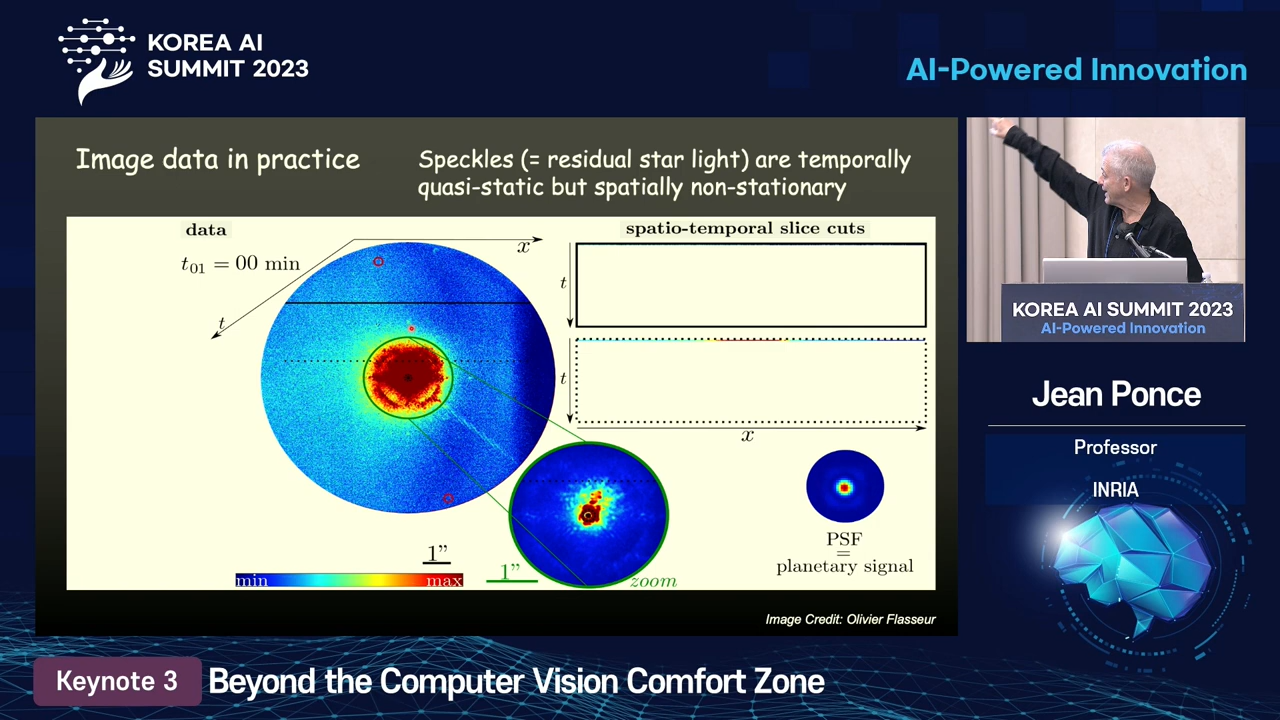 KOREA AI
SUMMIT 2023
AI-Powered Innovation
Image data in practice
Speckles (= residual star light) are temporally
quasi-static but spatially non-stationary
data
t01 = 00 min
x
t
spatio-temporal slice cuts
t
t
x
1”
1”
zoom
min
max
PSF
=
planetary signal
Image Credit: Olivier Flasseur
KOREA AI SUMMIT 2023
AI-Powered Innovation
Jean Ponce
Professor
INRIA
Keynote 3
Beyond the Computer Vision Comfort Zone